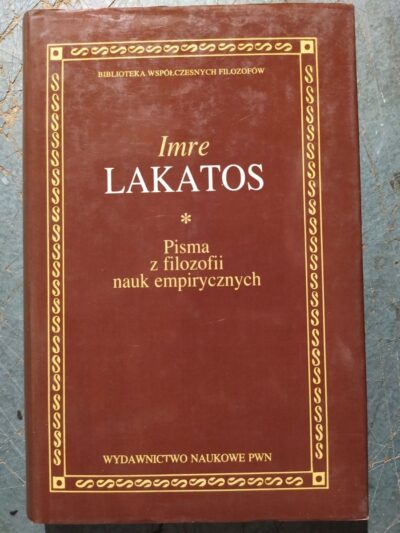 BIBLIOTEKA WSPÓŁCZESNYCH FILOZOFÓW
Imre
LAKATOS
*
Pisma
z filozofii
nauk empirycznych
WYDAWNICTWO NAUKOWE PWN